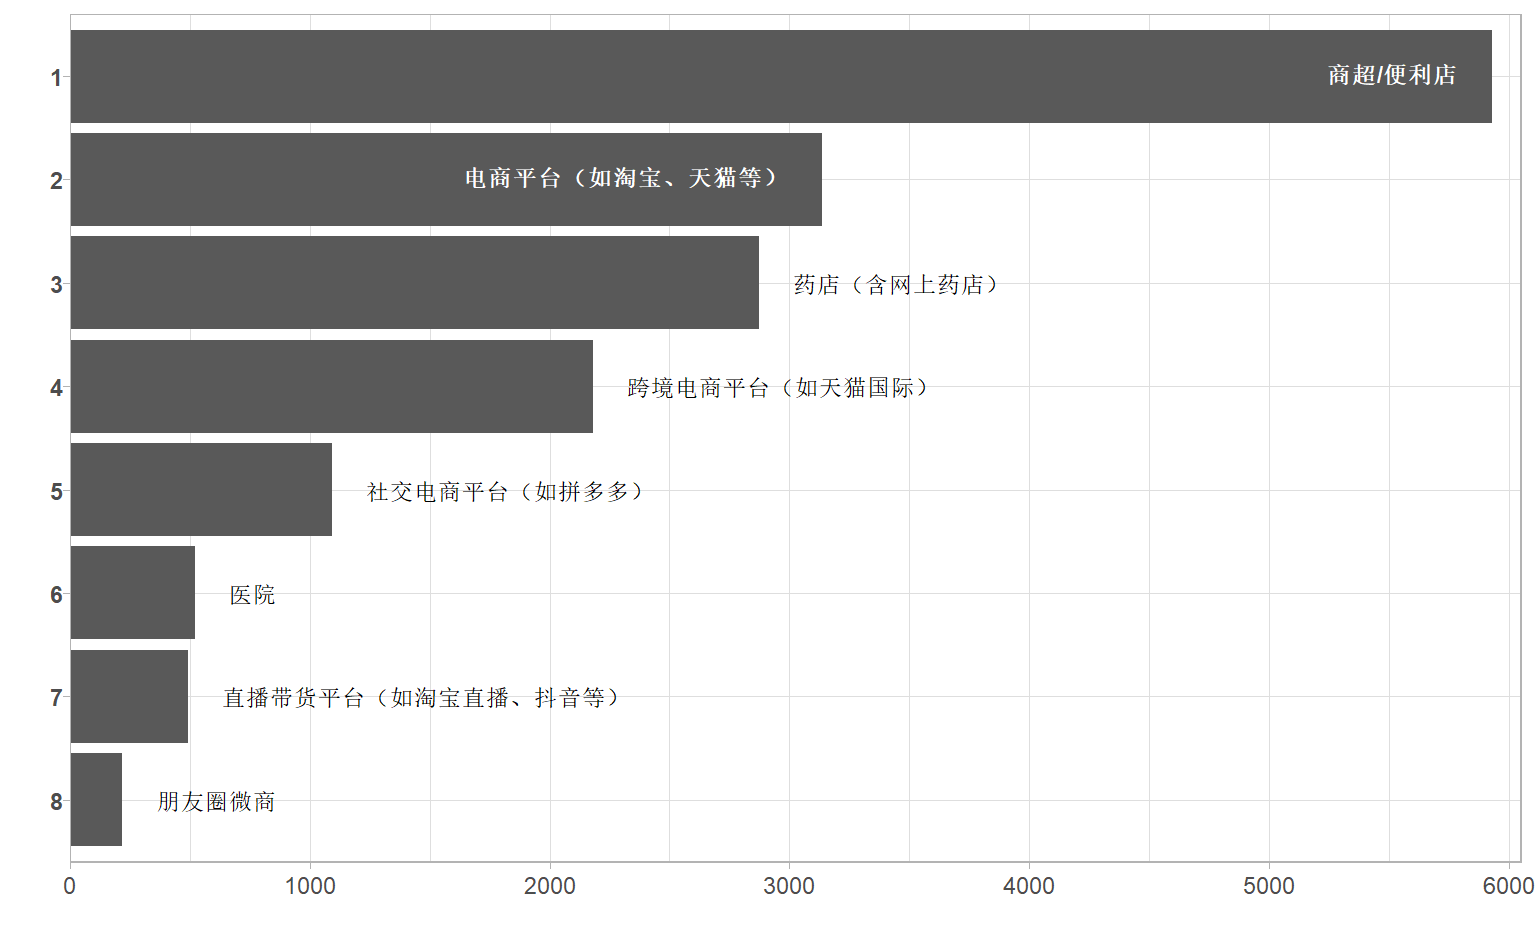 1 商超/便利店
2 电商平台（如淘宝、天猫等）
3 药店（含网上药店）
4 跨境电商平台（如天猫国际）
5 社交电商平台（如拼多多）
6 医院
7 直播带货平台（如淘宝直播、抖音等）
8 朋友圈微商
0 1000 2000 3000 4000 5000 6000